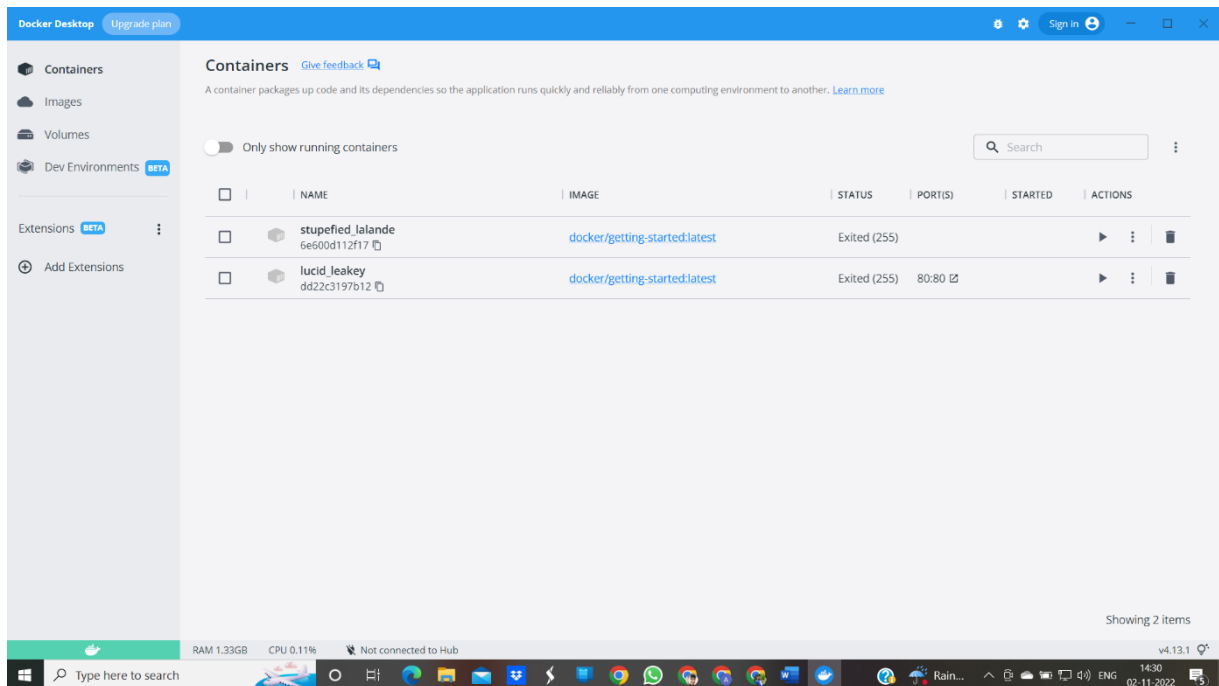 Docker Desktop Upgrade plan Sign in
Containers
Images
Volumes
Dev Environments BETA
Extensions BETA
Add Extensions
Containers Give feedback
A container packages up code and its dependencies so the application runs quickly and reliably from one computing environment to another. Learn more
Only show running containers Search
NAME IMAGE STATUS PORT(S) STARTED ACTIONS
stupefied_lalande docker/getting-started:latest Exited (255)
6e600d112f17
lucid_leakey docker/getting-started:latest Exited (255) 80:80
dd22c3197b12
Showing 2 items
RAM 1.33GB CPU 0.11% Not connected to Hub v4.13.1
Type here to search Rain... ENG 14:30
02-11-2022 5